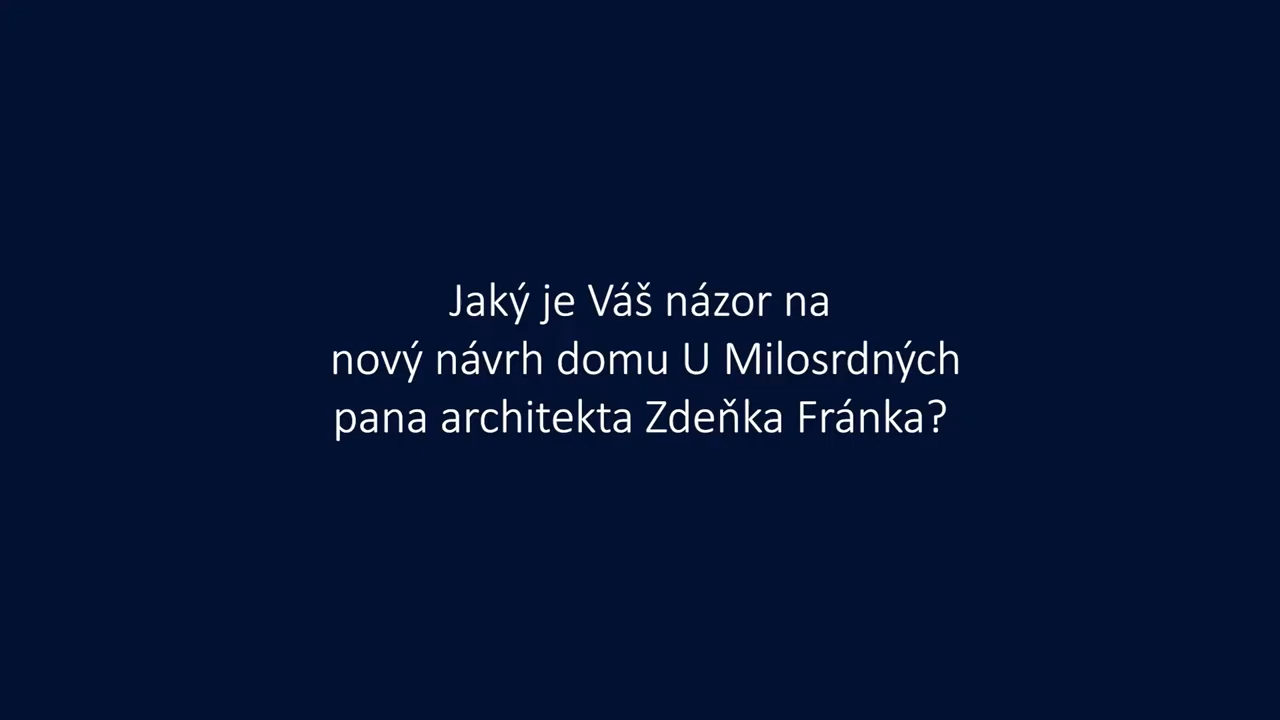 Jaký je Váš názor na
nový návrh domu U Milosrdných
pana architekta Zdeňka Fránka?